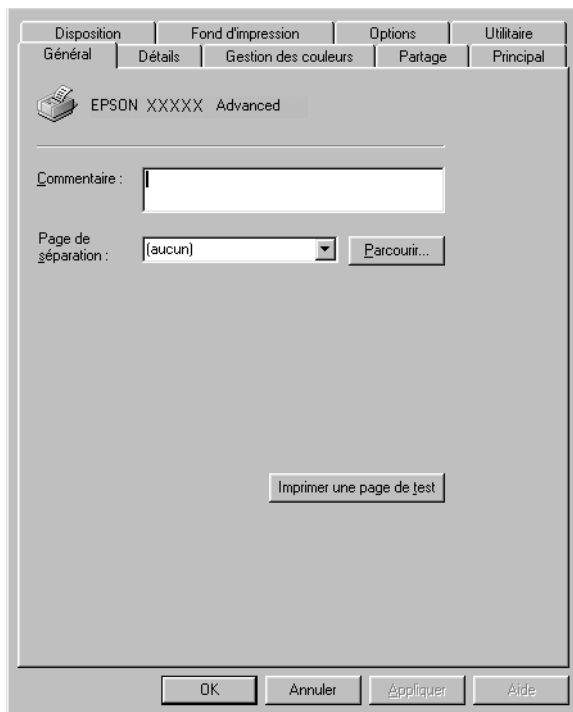 Disposition Fond d'impression Options Utilitaire
Général Détails Gestion des couleurs Partage Principal
EPSON XXXXX Advanced
Commentaire :
Page de
séparation :
(aucun) Parcourir...
Imprimer une page de test
OK Annuler Appliquer Aide